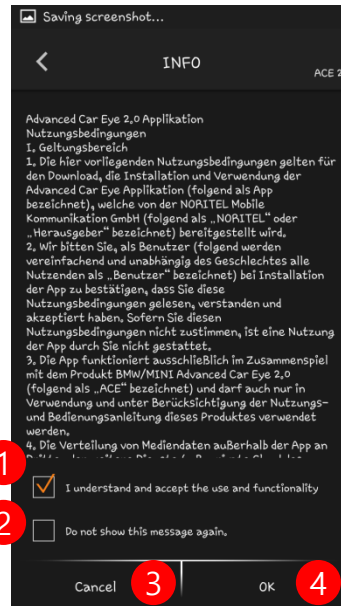 Saving screenshot...
INFO
ACE 2
Advanced Car Eye 2.0 Applikation
Nutzungsbedingungen
I. Geltungsbereich
1. Die hier vorliegenden Nutzungsbedingungen gelten für
den Download, die Installation und Verwendung der
Advanced Car Eye Applikation (folgend als App
bezeichnet), welche von der NORITEL Mobile
Kommunikation GmbH (folgend als „NORITEL" oder
„Herausgeber" bezeichnet) bereitgestellt wird.
2. Wir bitten Sie, als Benutzer (folgend werden
vereinfachend und unabhängig des Geschlechtes alle
Nutzenden als „Benutzer" bezeichnet) bei Installation
der App zu bestätigen, dass Sie diese
Nutzungsbedingungen gelesen, verstanden und
akzeptiert haben. Sofern Sie diesen
Nutzungsbedingungen nicht zustimmen, ist eine Nutzung
der App durch Sie nicht gestattet.
3. Die App funktioniert ausschließlich im Zusammenspiel
mit dem Produkt BMW/MINI Advanced Car Eye 2.0
(folgend als „ACE" bezeichnet) und darf auch nur in
Verwendung und unter Berücksichtigung der Nutzungs-
und Bedienungsanleitung dieses Produktes verwendet
werden.
4. Die Verteilung von Mediendaten außerhalb der App an
1
I understand and accept the use and functionality
2
Do not show this message again.
Cancel 3 OK 4